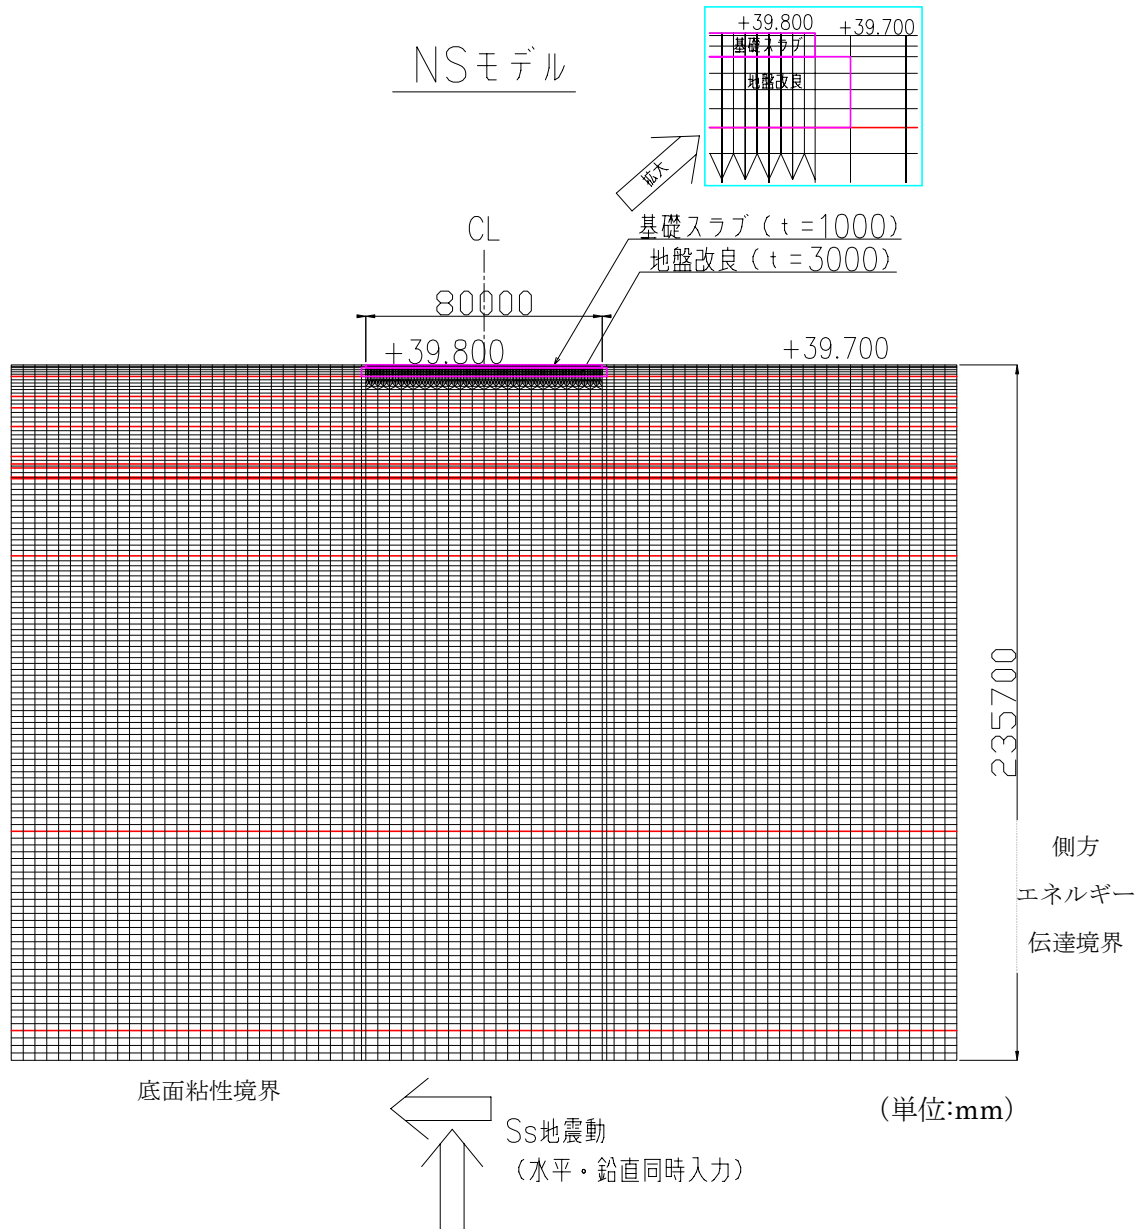 NSモデル
+39.800
+39.700
基礎スラブ
地盤改良
拡大
CL
基礎スラブ(t=1000)
地盤改良(t=3000)
80000
+39.800
+39.700
235700
側方
エネルギー
伝達境界
底面粘性境界
(単位:mm)
Ss地震動
(水平・鉛直同時入力)